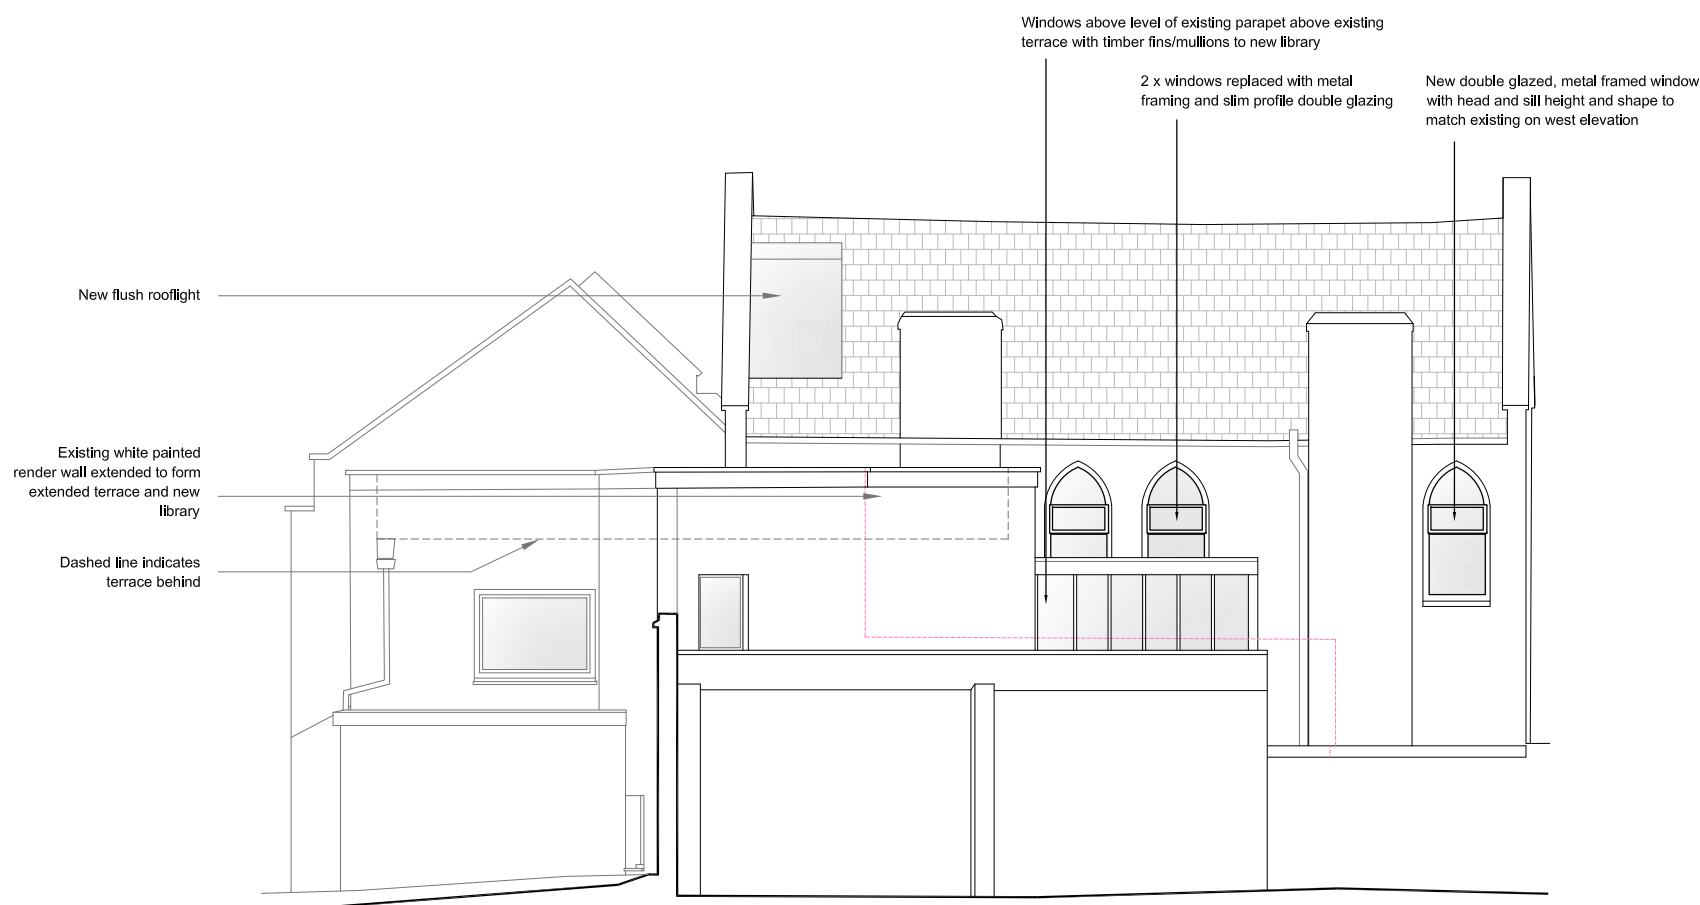 Windows above level of existing parapet above existing
terrace with timber fins/mullions to new library
2 x windows replaced with metal
framing and slim profile double glazing
New double glazed, metal framed window
with head and sill height and shape to
match existing on west elevation
New flush rooflight
Existing white painted
render wall extended to form
extended terrace and new
library
Dashed line indicates
terrace behind